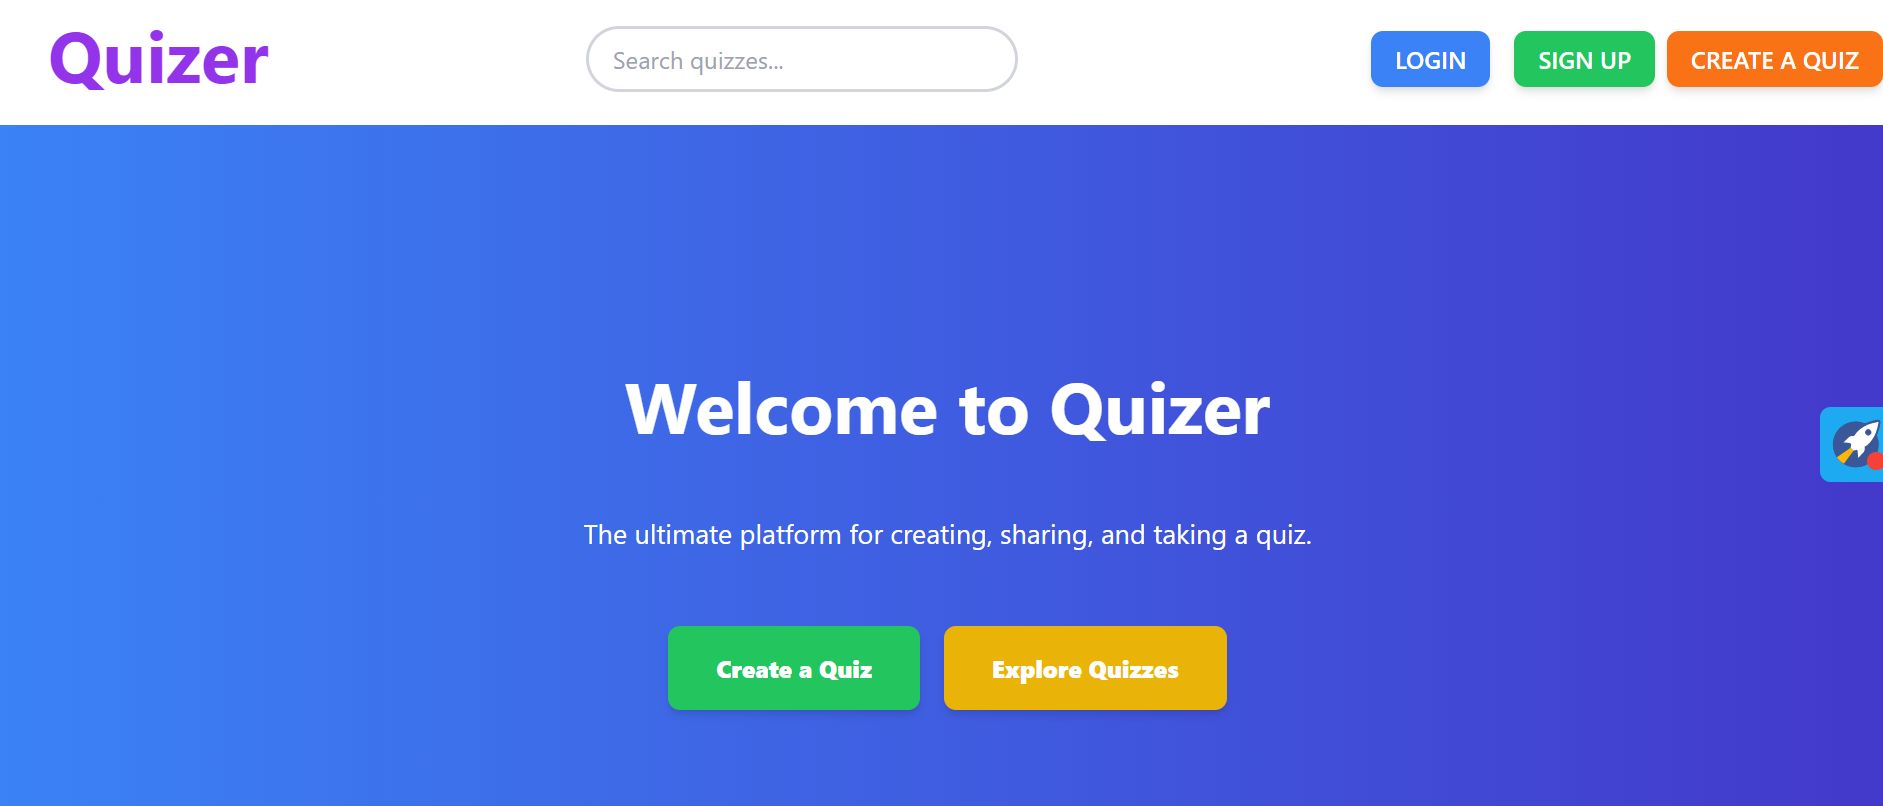 Quizer
Search quizzes...
LOGIN
SIGN UP
CREATE A QUIZ
Welcome to Quizer
The ultimate platform for creating, sharing, and taking a quiz.
Create a Quiz
Explore Quizzes